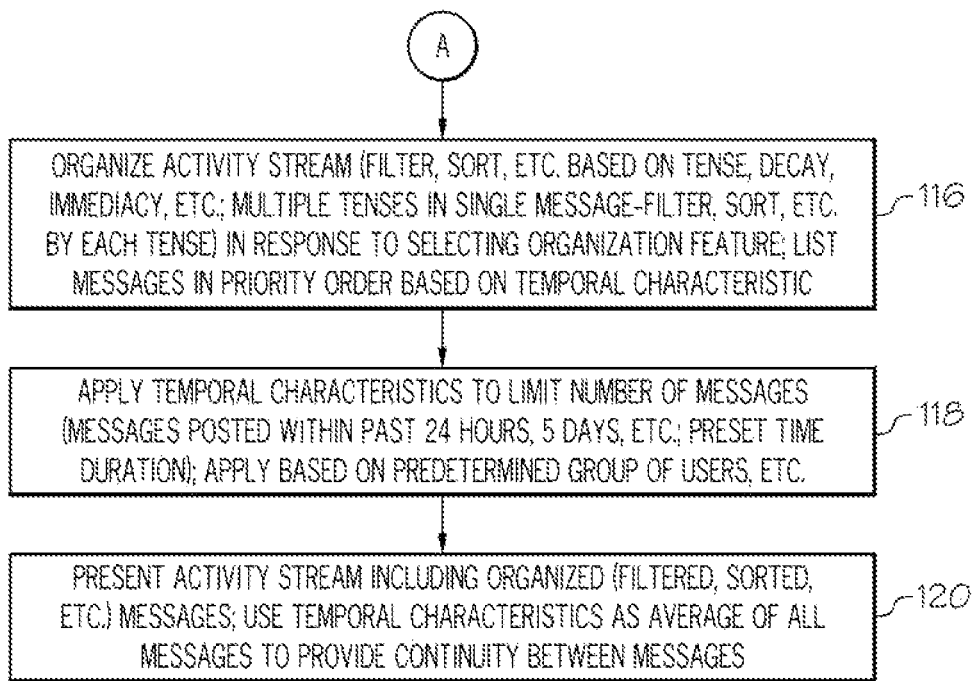 A
ORGANIZE ACTIVITY STREAM (FILTER, SORT, ETC. BASED ON TENSE, DECAY,
IMMEDIACY, ETC.; MULTIPLE TENSES IN SINGLE MESSAGE-FILTER, SORT, ETC.
BY EACH TENSE) IN RESPONSE TO SELECTING ORGANIZATION FEATURE; LIST
MESSAGES IN PRIORITY ORDER BASED ON TEMPORAL CHARACTERISTIC
116
APPLY TEMPORAL CHARACTERISTICS TO LIMIT NUMBER OF MESSAGES
(MESSAGES POSTED WITHIN PAST 24 HOURS, 5 DAYS, ETC.; PRESET TIME
DURATION); APPLY BASED ON PREDETERMINED GROUP OF USERS, ETC.
118
PRESENT ACTIVITY STREAM INCLUDING ORGANIZED (FILTERED, SORTED,
ETC.) MESSAGES; USE TEMPORAL CHARACTERISTICS AS AVERAGE OF ALL
MESSAGES TO PROVIDE CONTINUITY BETWEEN MESSAGES
120